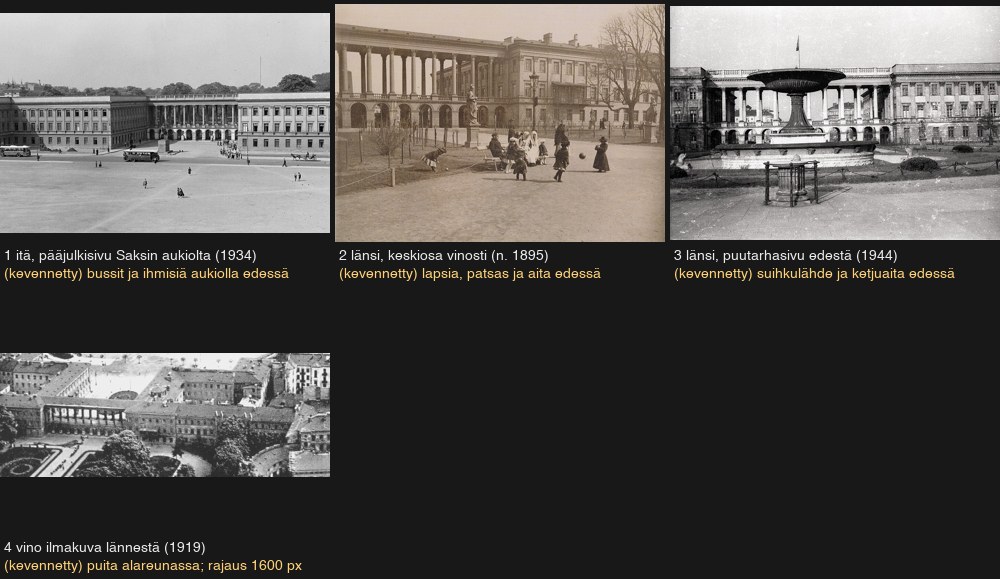 1 itä, pääjulkisivu Saksin aukiolta (1934)
(kevennetty) bussit ja ihmisiä aukiolla edessä
2 länsi, keskiosa vinosti (n. 1895)
(kevennetty) lapsia, patsas ja aita edessä
3 länsi, puutarhasivu edestä (1944)
(kevennetty) suihkulähde ja ketjuaita edessä
4 vino ilmakuva lännestä (1919)
(kevennetty) puita alareunassa; rajaus 1600 px